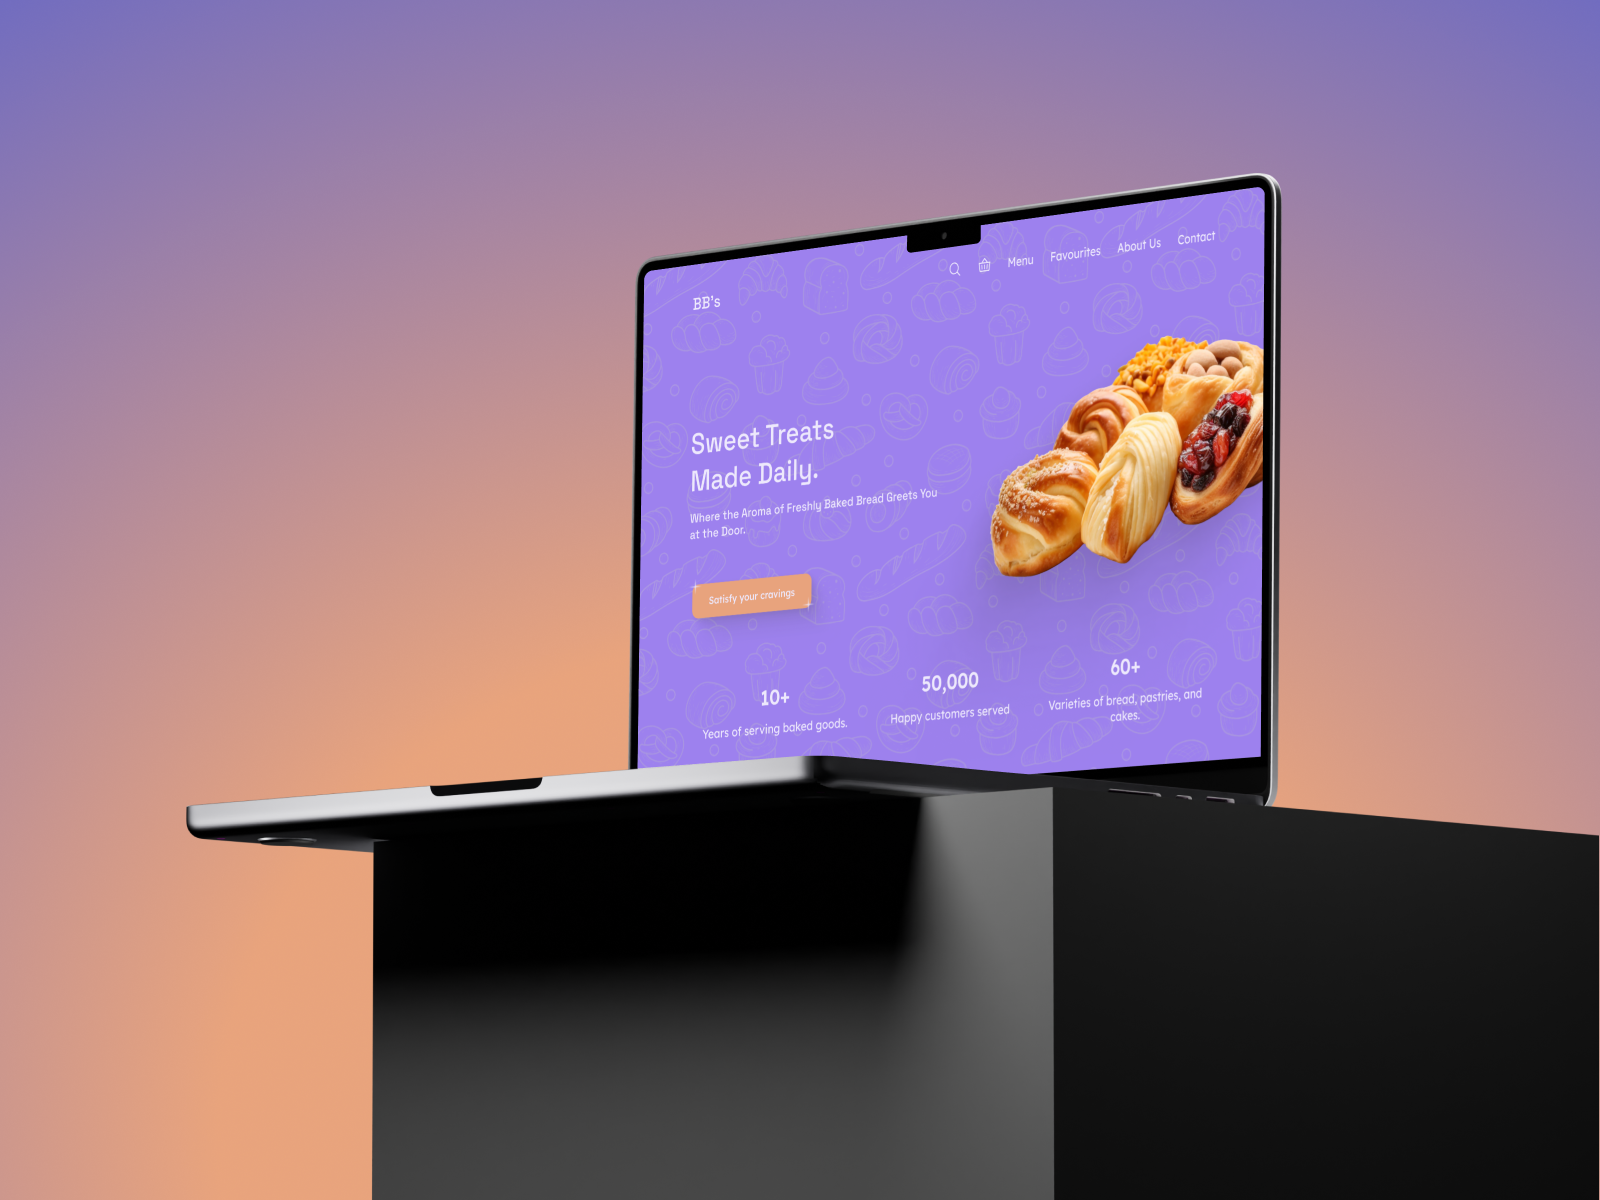 Menu Favourites About Us Contact
BB's
Sweet Treats
Made Daily.
Where the Aroma of Freshly Baked Bread Greets You
at the Door.
Satisfy your cravings
10+
Years of serving baked goods.
50,000
Happy customers served
60+
Varieties of bread, pastries, and
cakes.